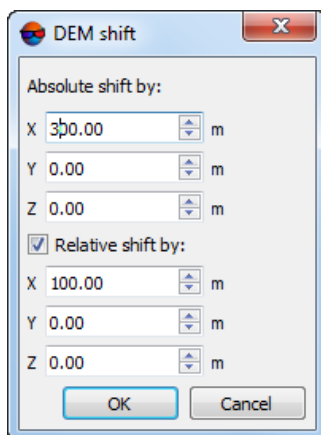 DEM shift
Absolute shift by:
X 300.00 m
Y 0.00 m
Z 0.00 m
Relative shift by:
X 100.00 m
Y 0.00 m
Z 0.00 m
OK Cancel